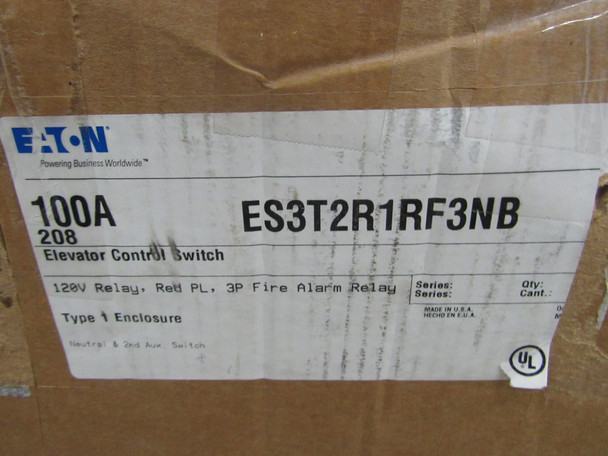 EATON
Powering Business Worldwide™
100A ES3T2R1RF3NB
208
Elevator Control Switch
120V Relay, Red PL, 3P Fire Alarm Relay
Series: Qty:
Series: Cant.:
Type 1 Enclosure
MADE IN U.S.A.
HECHO EN E.U.A.
Neutral & 2nd Aux. Switch
UL